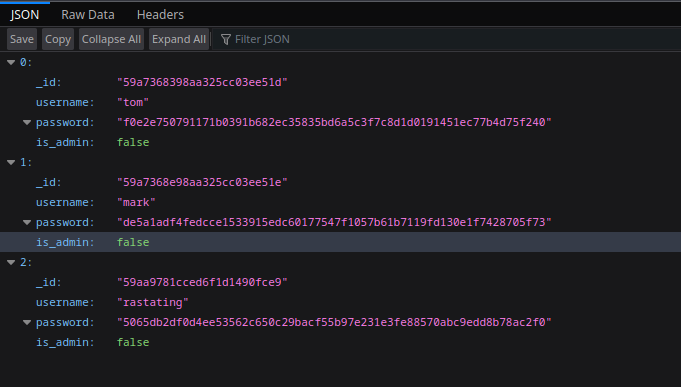 JSON Raw Data Headers
Save Copy Collapse All Expand All Filter JSON
0:
_id: "59a7368398aa325cc03ee51d"
username: "tom"
password: "f0e2e750791171b0391b682ec35835bd6a5c3f7c8d1d0191451ec77b4d75f240"
is_admin: false
1:
_id: "59a7368e98aa325cc03ee51e"
username: "mark"
password: "de5a1adf4fedcce1533915edc60177547f1057b61b7119fd130e1f7428705f73"
is_admin: false
2:
_id: "59aa9781cced6f1d1490fce9"
username: "rastating"
password: "5065db2df0d4ee53562c650c29bacf55b97e231e3fe88570abc9edd8b78ac2f0"
is_admin: false